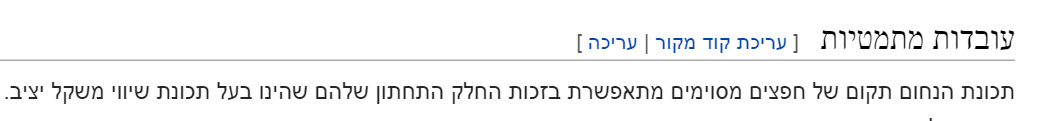 עובדות מתמטיות [ עריכת קוד מקור | עריכה ]
תכונת הנחום תקום של חפצים מסוימים מתאפשרת בזכות החלק התחתון שלהם שהינו בעל תכונת שיווי משקל יציב.